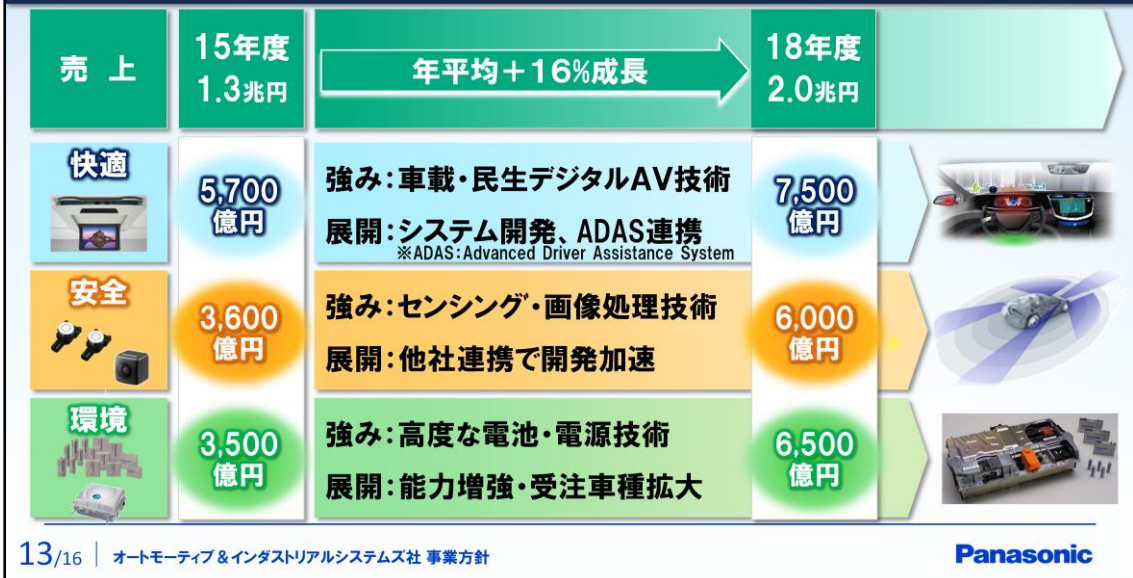 売上
15年度
1.3兆円
年平均+16%成長
18年度
2.0兆円
快適
5,700
億円
強み:車載・民生デジタルAV技術
展開:システム開発、ADAS連携
※ADAS:Advanced Driver Assistance System
7,500
億円
安全
3,600
億円
強み:センシング・画像処理技術
展開:他社連携で開発加速
6,000
億円
環境
3,500
億円
強み:高度な電池・電源技術
展開:能力増強・受注車種拡大
6,500
億円
13/16 | オートモーティブ&インダストリアルシステムズ社 事業方針
Panasonic